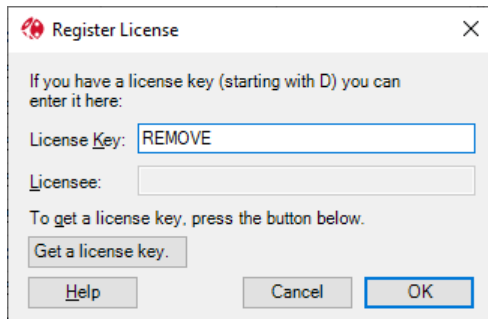 Register License
If you have a license key (starting with D) you can
enter it here:
License Key: REMOVE
Licensee:
To get a license key, press the button below.
Get a license key.
Help Cancel OK